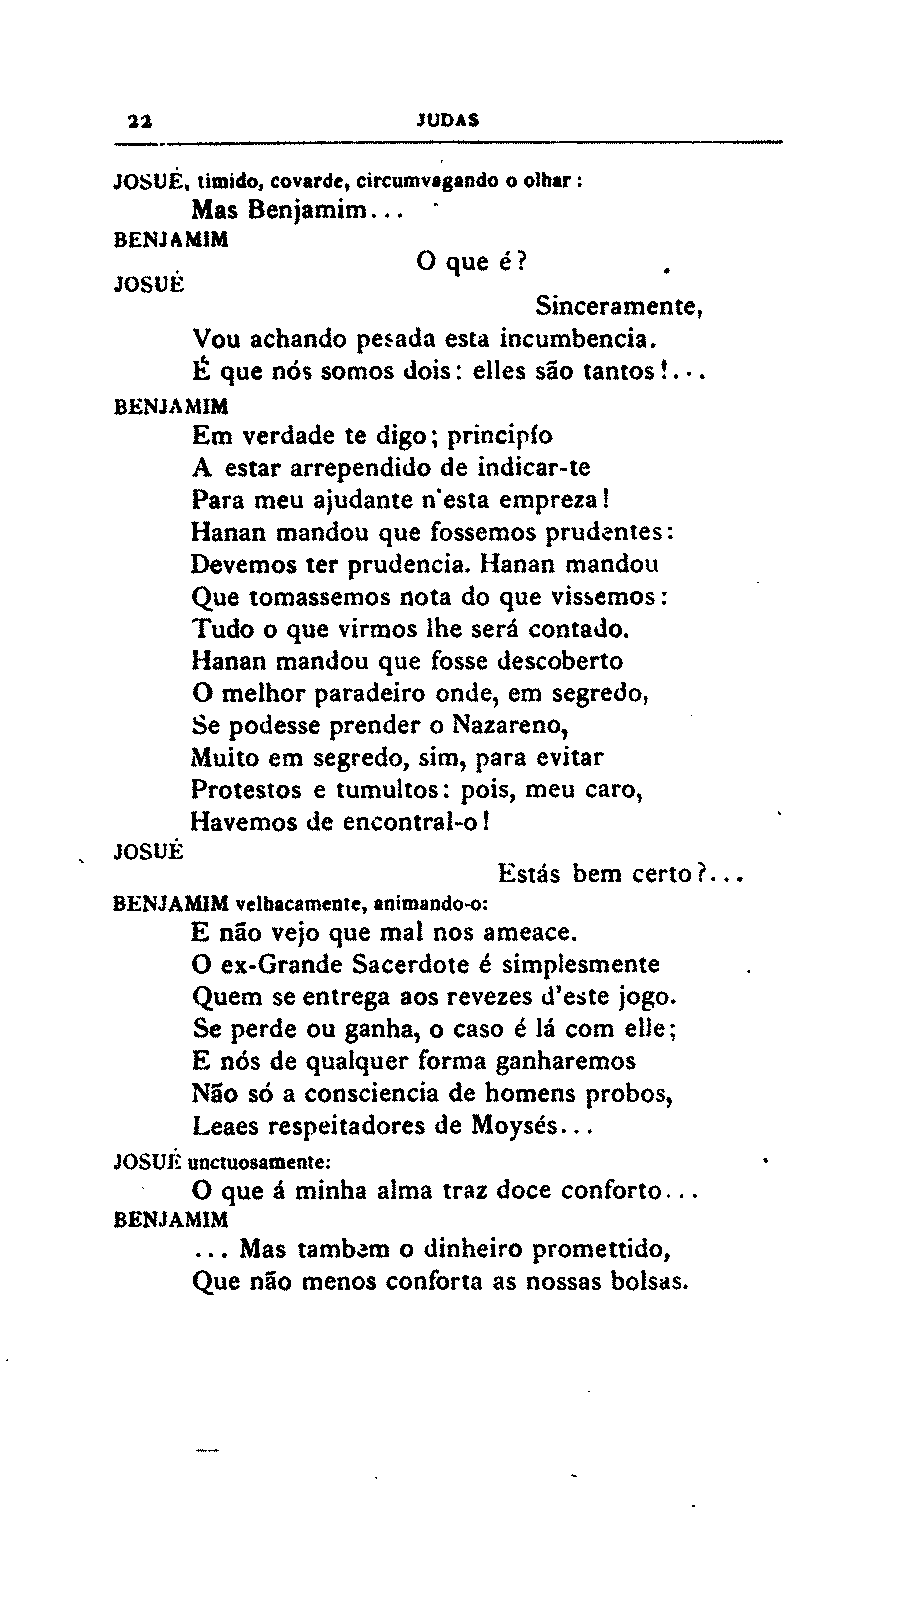 22 JUDAS
JOSUÉ, timido, covarde, circumvagando o olhar:
Mas Benjamim...
BENJAMIM
O que é?
JOSUÉ
Sinceramente,
Vou achando pesada esta incumbencia.
É que nós somos dois: elles são tantos!...
BENJAMIM
Em verdade te digo; principío
A estar arrependido de indicar-te
Para meu ajudante n'esta empreza!
Hanan mandou que fossemos prudentes:
Devemos ter prudencia. Hanan mandou
Que tomassemos nota do que vissemos:
Tudo o que virmos lhe será contado.
Hanan mandou que fosse descoberto
O melhor paradeiro onde, em segredo,
Se podesse prender o Nazareno,
Muito em segredo, sim, para evitar
Protestos e tumultos: pois, meu caro,
Havemos de encontral-o!
JOSUÉ
Estás bem certo?...
BENJAMIM velhacamente, animando-o:
E não vejo que mal nos ameace.
O ex-Grande Sacerdote é simplesmente
Quem se entrega aos revezes d'este jogo.
Se perde ou ganha, o caso é lá com elle;
E nós de qualquer forma ganharemos
Não só a consciencia de homens probos,
Leaes respeitadores de Moysés...
JOSUÉ unctuosamente:
O que á minha alma traz doce conforto...
BENJAMIM
... Mas tambem o dinheiro promettido,
Que não menos conforta as nossas bolsas.